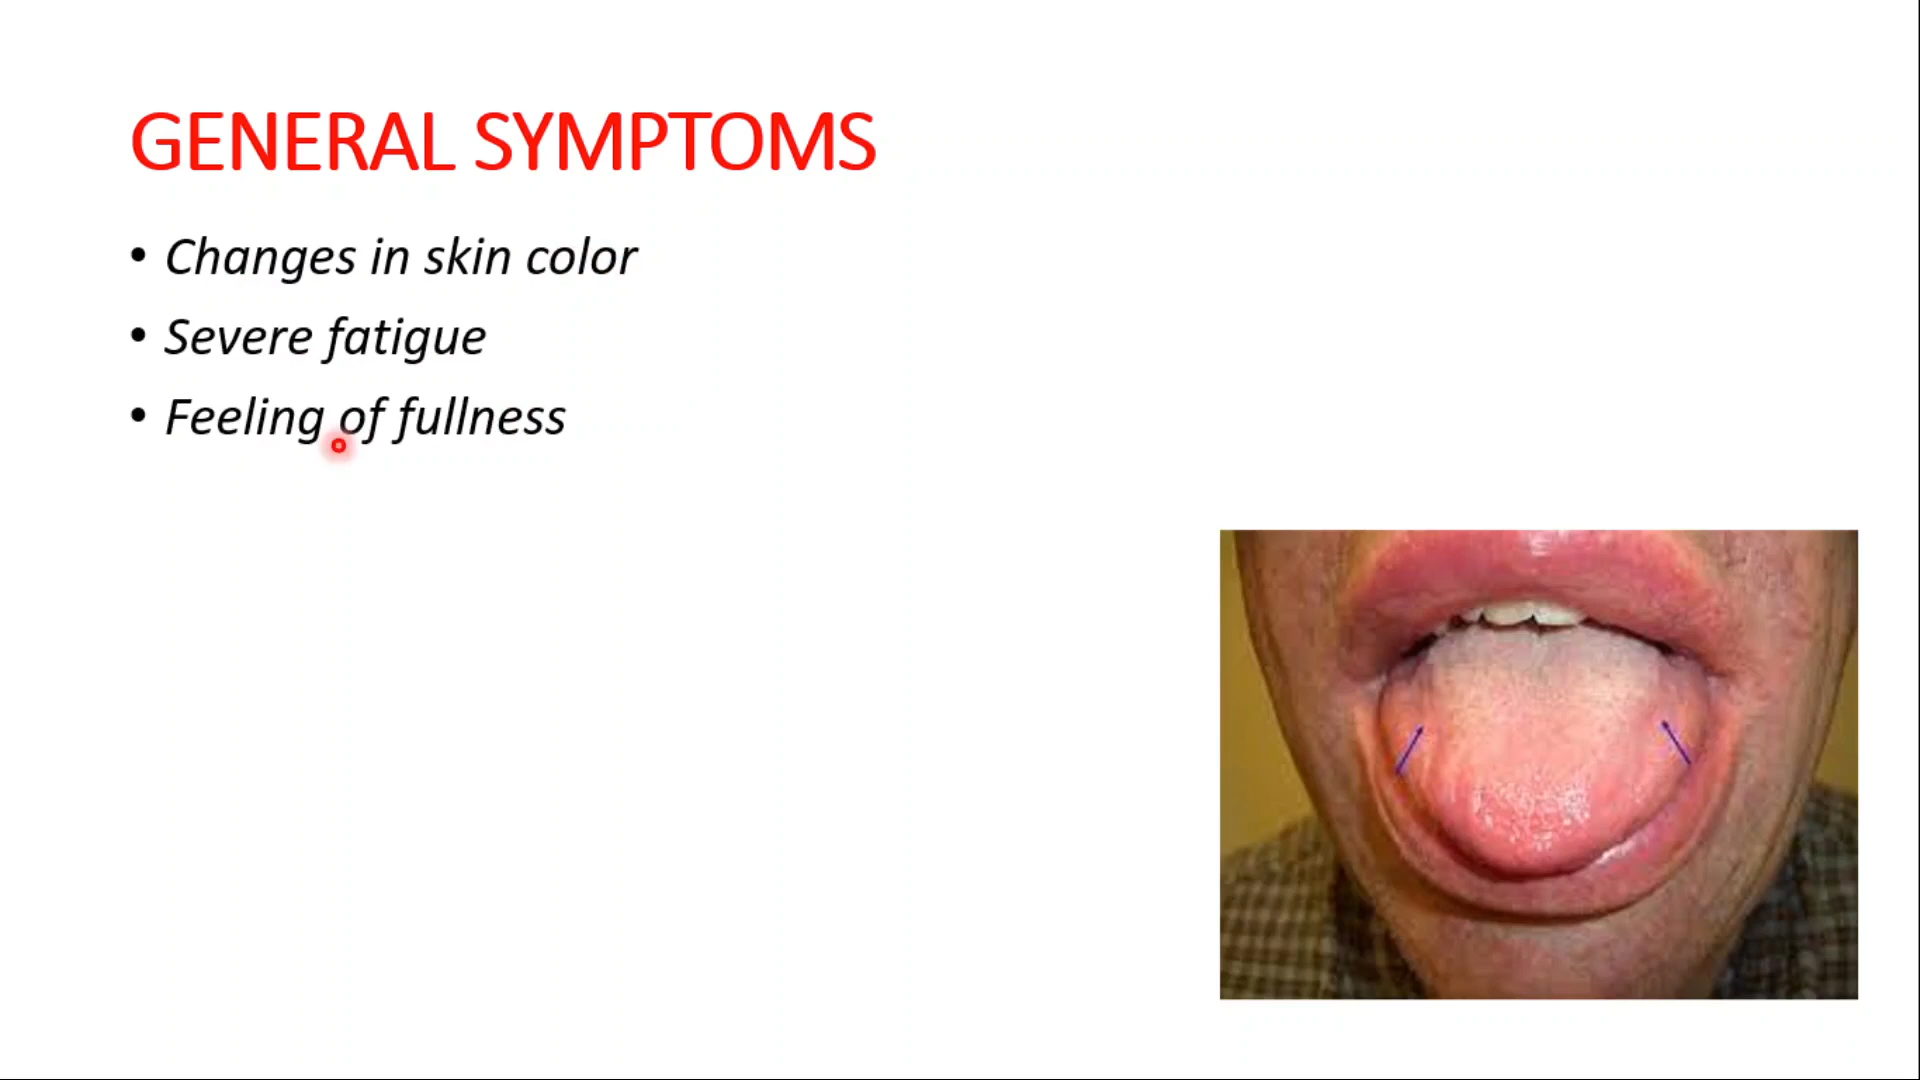 GENERAL SYMPTOMS
• Changes in skin color
• Severe fatigue
• Feeling of fullness